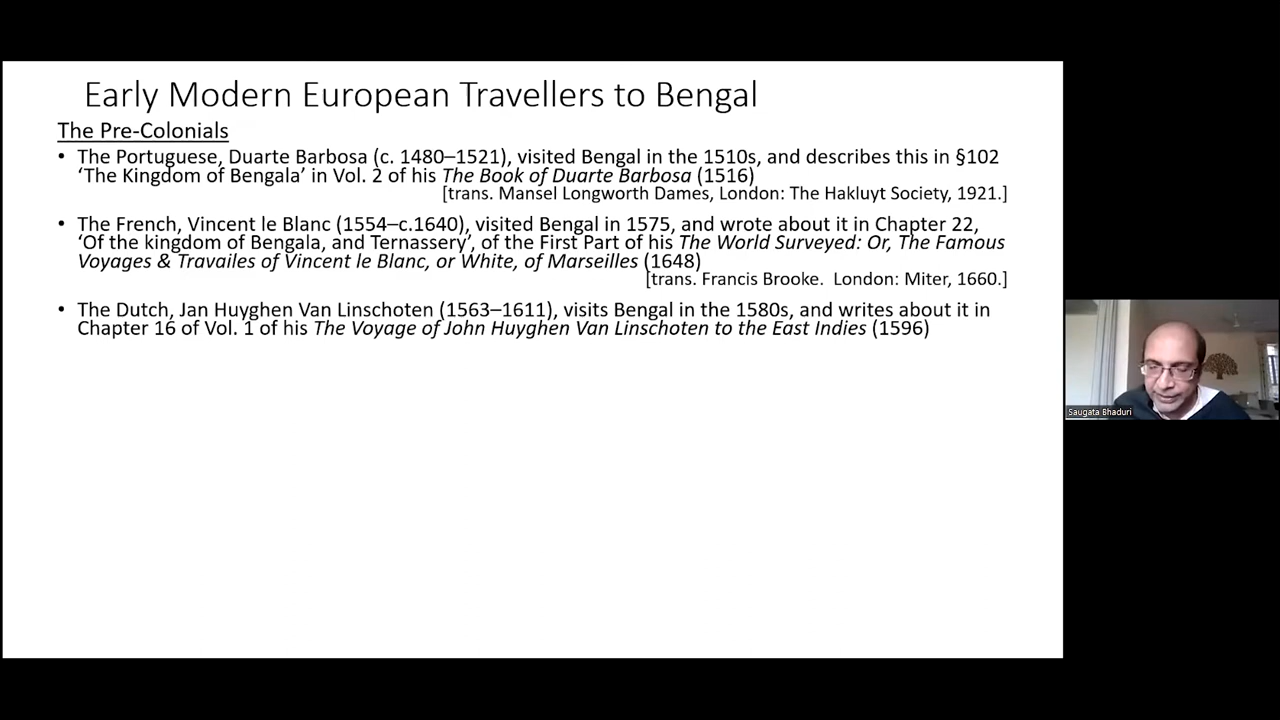 Early Modern European Travellers to Bengal
The Pre-Colonials
• The Portuguese, Duarte Barbosa (c. 1480–1521), visited Bengal in the 1510s, and describes this in §102
‘The Kingdom of Bengala’ in Vol. 2 of his The Book of Duarte Barbosa (1516)
[trans. Mansel Longworth Dames, London: The Hakluyt Society, 1921.]
• The French, Vincent le Blanc (1554–c.1640), visited Bengal in 1575, and wrote about it in Chapter 22,
‘Of the kingdom of Bengala, and Ternassery’, of the First Part of his The World Surveyed: Or, The Famous
Voyages & Travailes of Vincent le Blanc, or White, of Marseilles (1648)
[trans. Francis Brooke. London: Miter, 1660.]
• The Dutch, Jan Huyghen Van Linschoten (1563–1611), visits Bengal in the 1580s, and writes about it in
Chapter 16 of Vol. 1 of his The Voyage of John Huyghen Van Linschoten to the East Indies (1596)
Saugata Bhaduri